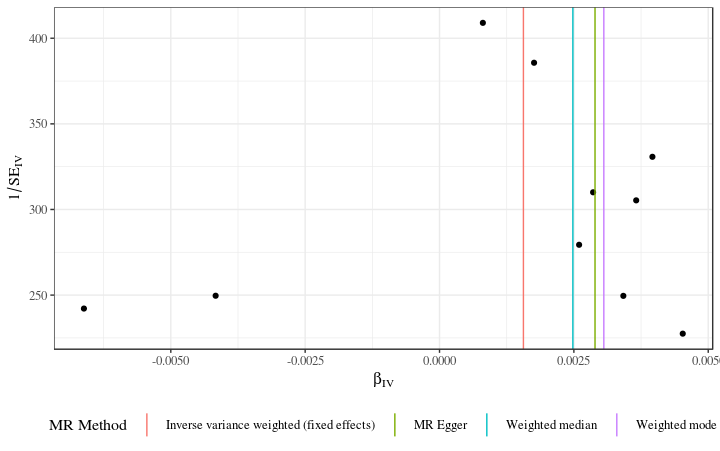 400
350
300
250
1/SE_IV
-0.0050
-0.0025
0.0000
0.0025
0.0050
β_IV
MR Method
Inverse variance weighted (fixed effects)
MR Egger
Weighted median
Weighted mode